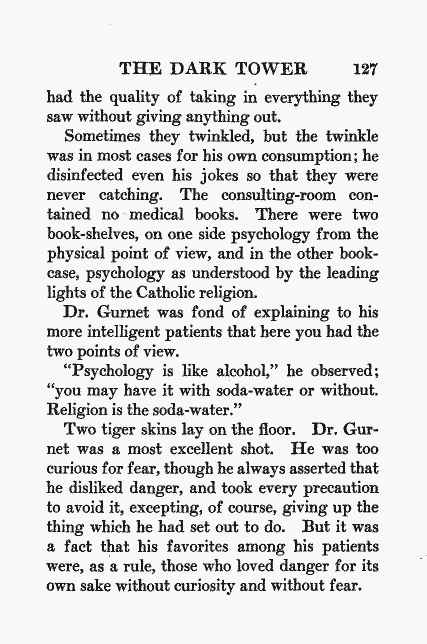 THE DARK TOWER 127
had the quality of taking in everything they
saw without giving anything out.
Sometimes they twinkled, but the twinkle
was in most cases for his own consumption; he
disinfected even his jokes so that they were
never catching. The consulting-room con-
tained no medical books. There were two
book-shelves, on one side psychology from the
physical point of view, and in the other book-
case, psychology as understood by the leading
lights of the Catholic religion.
Dr. Gurnet was fond of explaining to his
more intelligent patients that here you had the
two points of view.
“Psychology is like alcohol,” he observed;
“you may have it with soda-water or without.
Religion is the soda-water.”
Two tiger skins lay on the floor. Dr. Gur-
net was a most excellent shot. He was too
curious for fear, though he always asserted that
he disliked danger, and took every precaution
to avoid it, excepting, of course, giving up the
thing which he had set out to do. But it was
a fact that his favorites among his patients
were, as a rule, those who loved danger for its
own sake without curiosity and without fear.